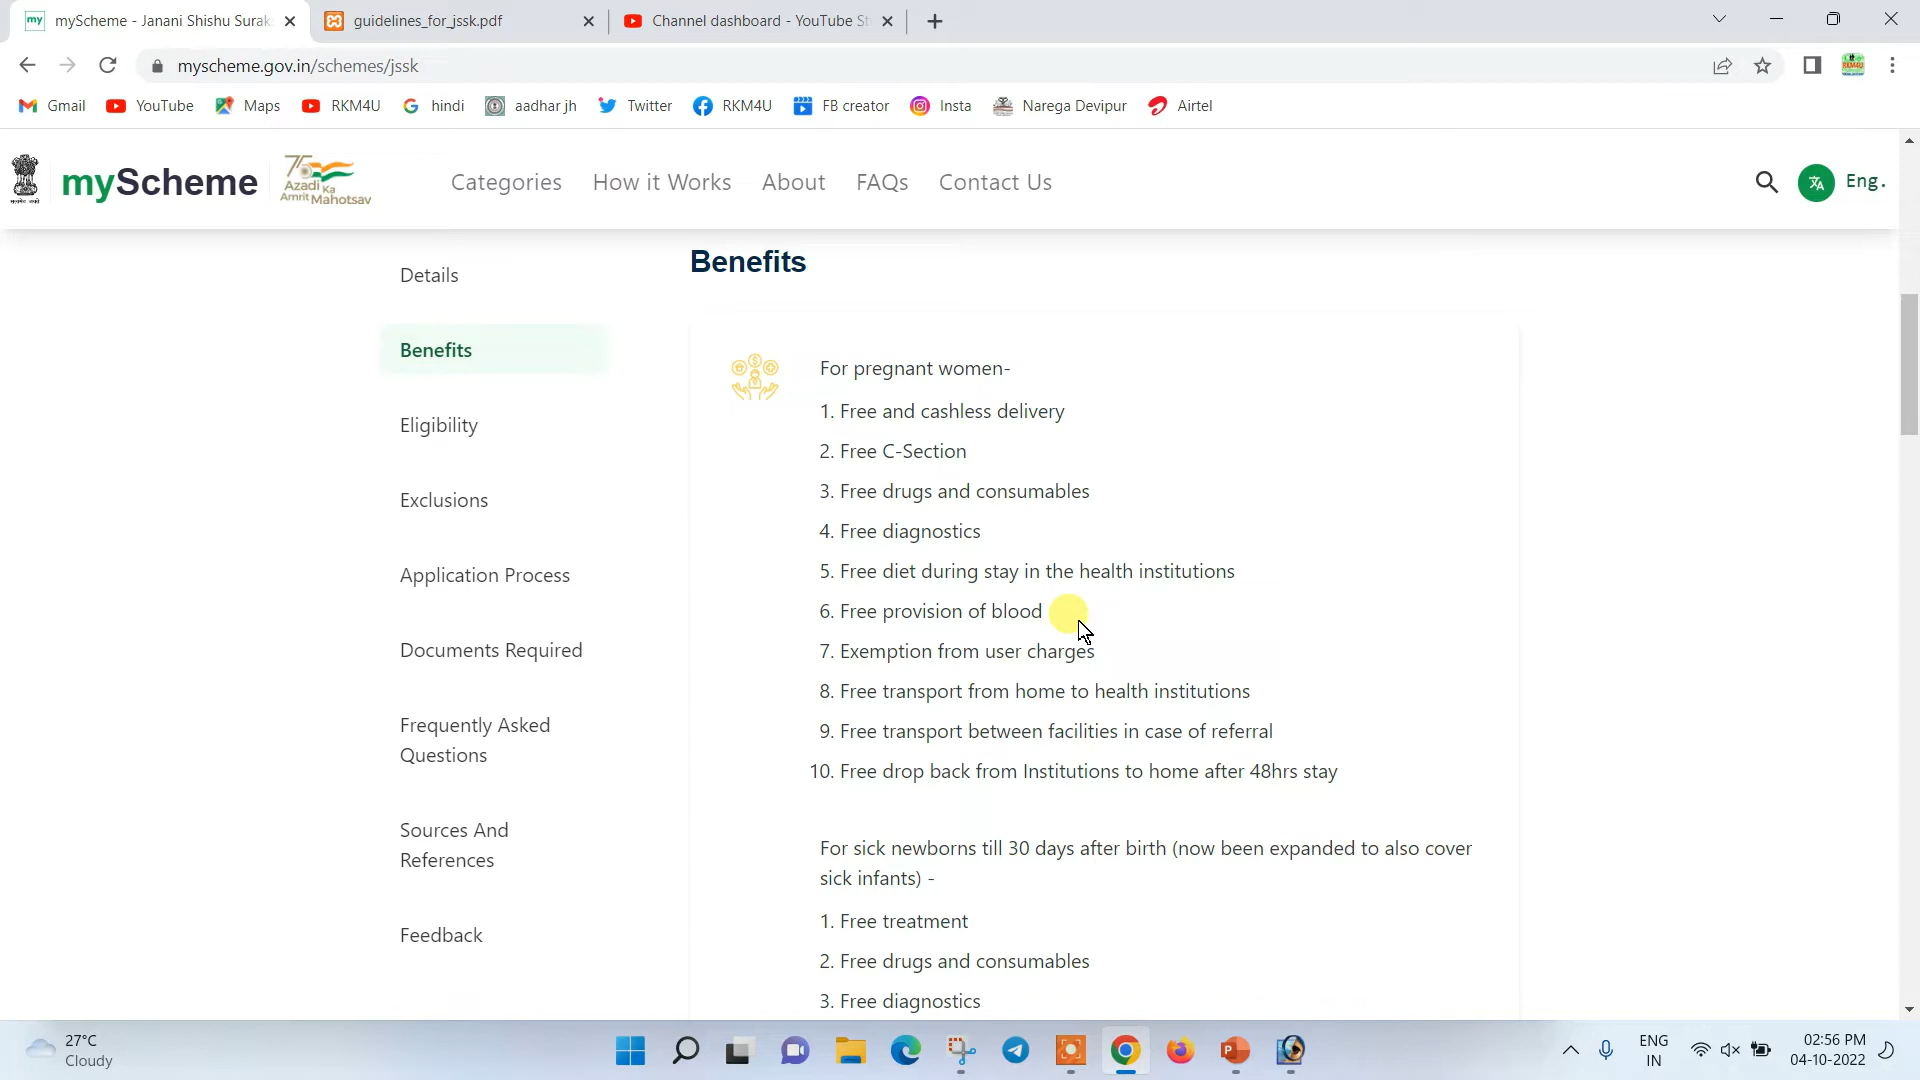 myScheme - Janani Shishu Surak
guidelines_for_jssk.pdf
Channel dashboard - YouTube St
myscheme.gov.in/schemes/jssk
Gmail YouTube Maps RKM4U hindi aadhar jh Twitter RKM4U FB creator Insta Narega Devipur Airtel
myScheme
Azadi Ka
Amrit Mahotsav
Categories How it Works About FAQs Contact Us
Eng.
Details
Benefits
Eligibility
Exclusions
Application Process
Documents Required
Frequently Asked
Questions
Sources And
References
Feedback
Benefits
For pregnant women-
1. Free and cashless delivery
2. Free C-Section
3. Free drugs and consumables
4. Free diagnostics
5. Free diet during stay in the health institutions
6. Free provision of blood
7. Exemption from user charges
8. Free transport from home to health institutions
9. Free transport between facilities in case of referral
10. Free drop back from Institutions to home after 48hrs stay
For sick newborns till 30 days after birth (now been expanded to also cover
sick infants) -
1. Free treatment
2. Free drugs and consumables
3. Free diagnostics
27°C
Cloudy
ENG
IN
02:56 PM
04-10-2022